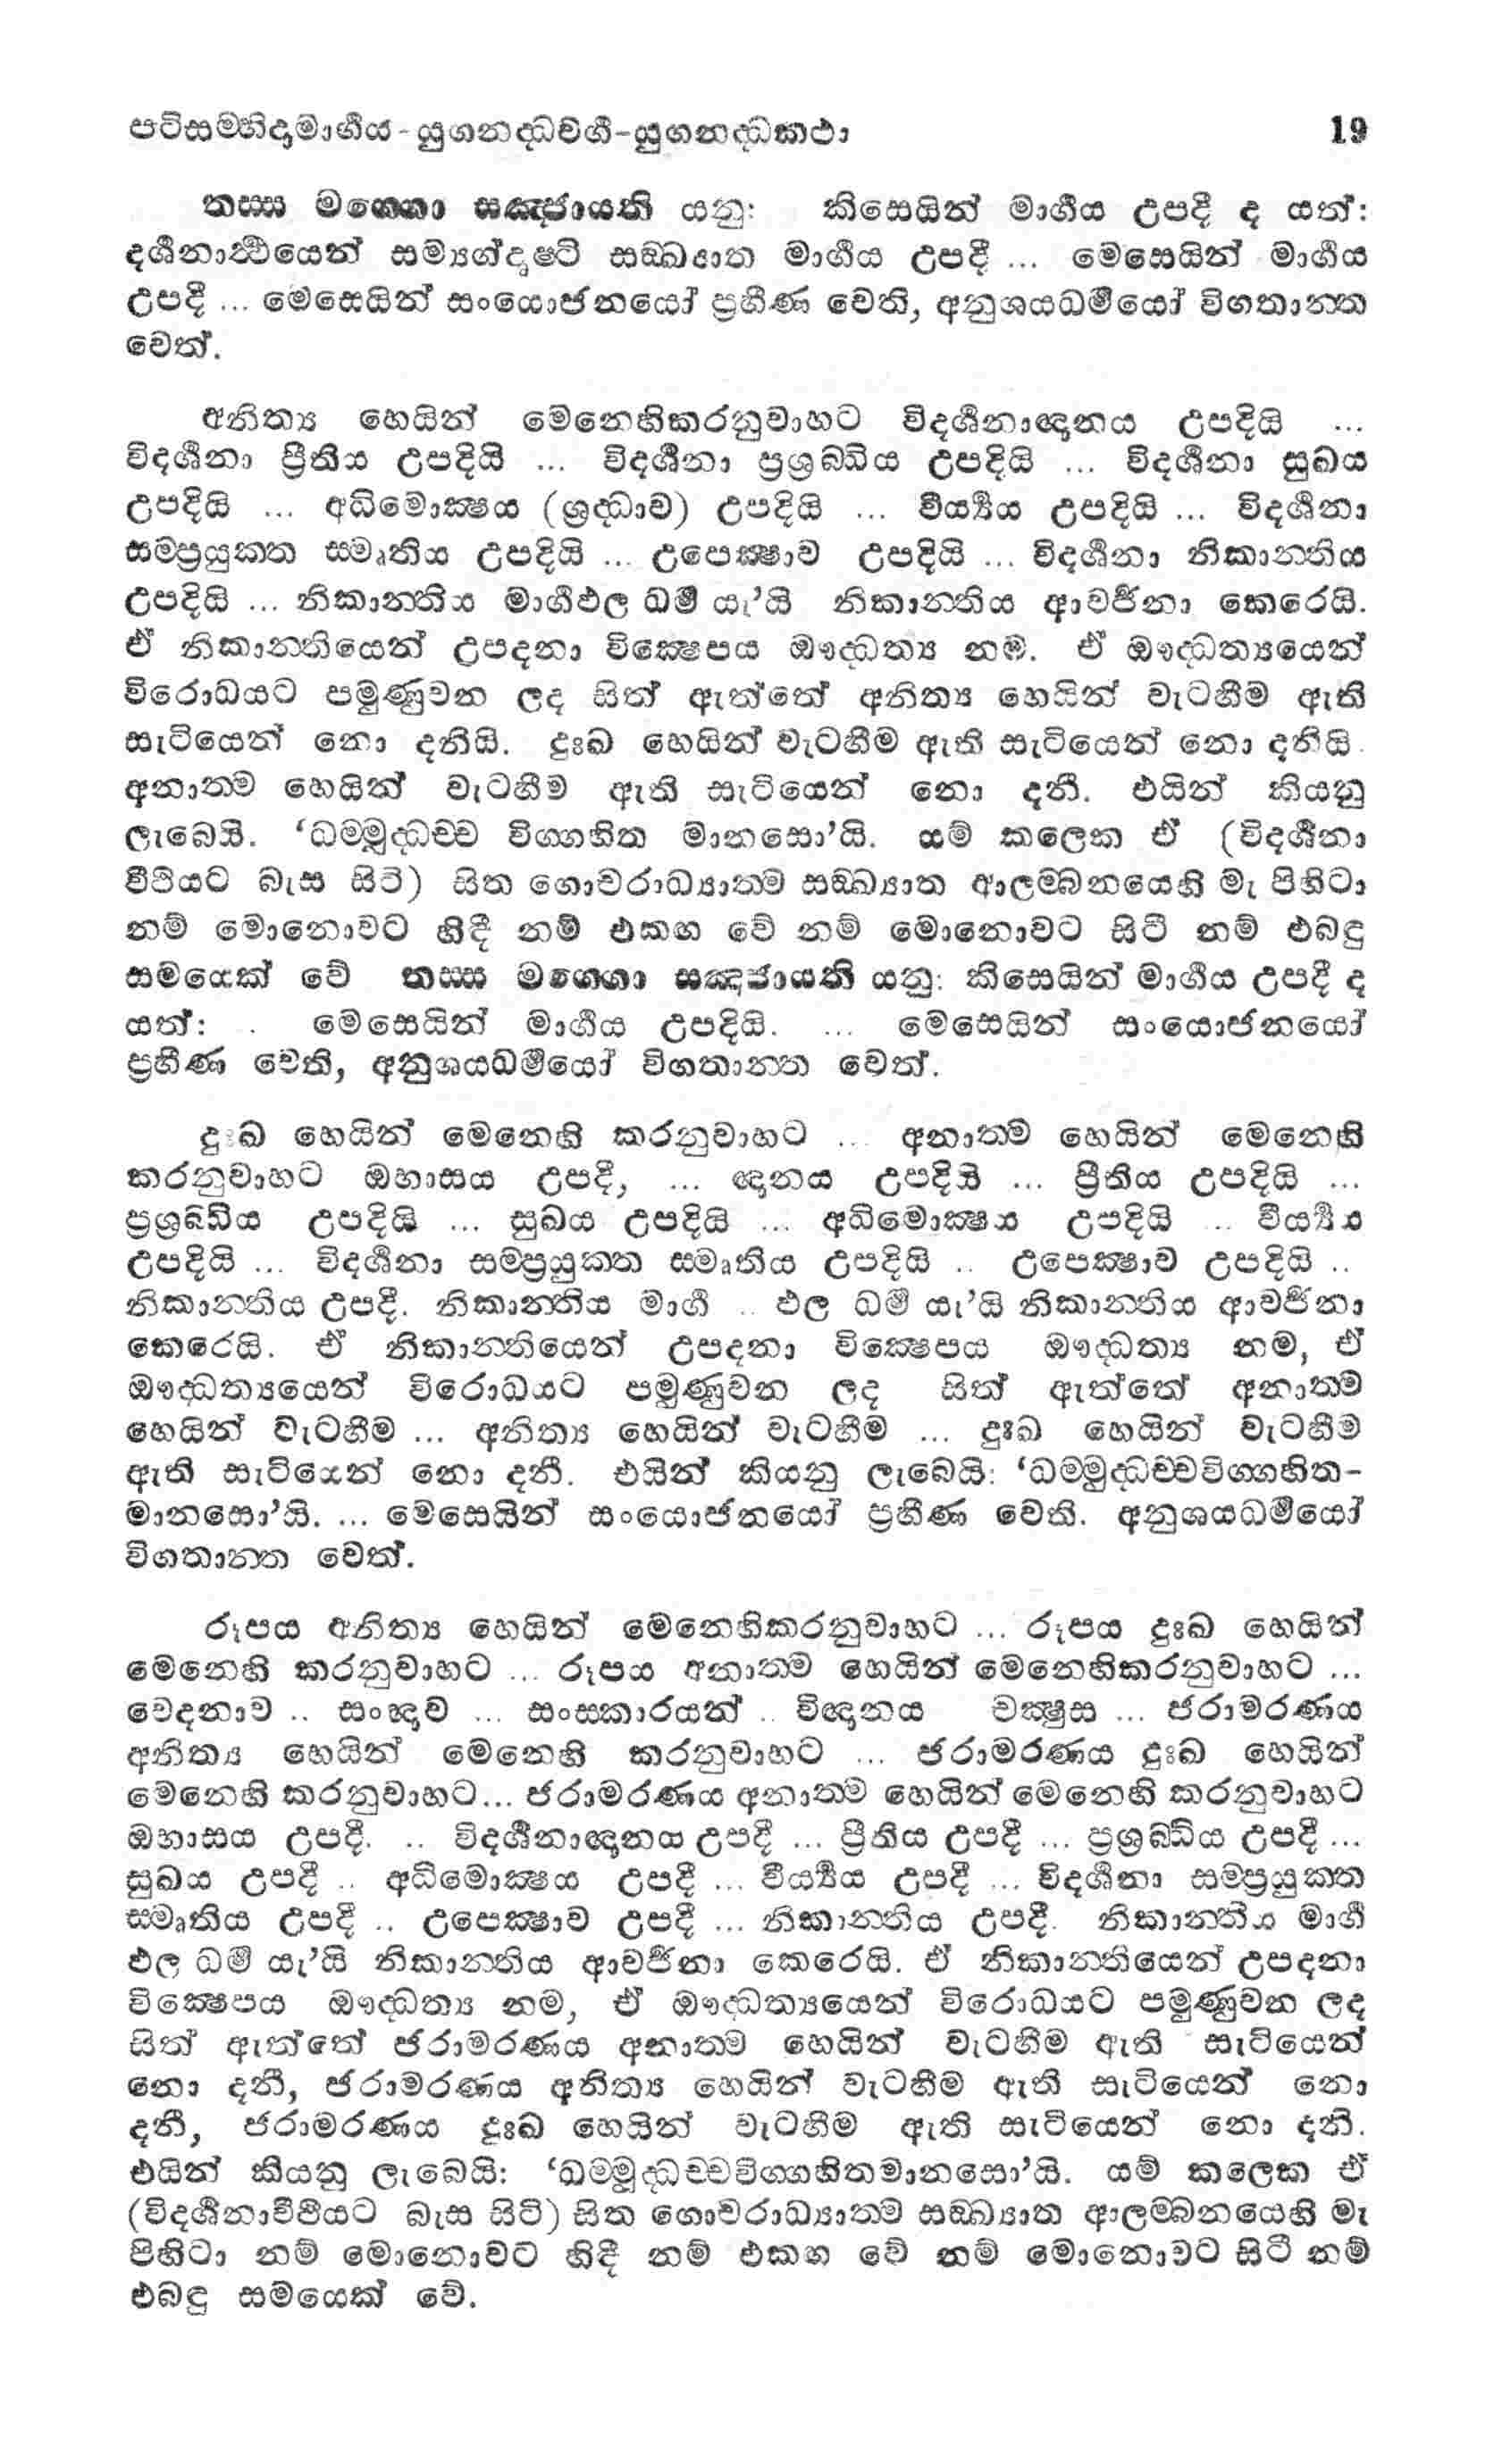 පටිසම්භිදාමාර්‍ගය - යුගනද්ධවර්‍ග - යුගනද්ධකථා 19
තස්ස මග්ගො සඤ්ජායති යනු: කිසෙයින් මාර්‍ගය උපදී ද යත්:
දර්‍ශනාර්‍ථයෙන් සම්‍යග්දෘෂ්ටි සඞ්ඛ්‍යාත මාර්‍ගය උපදී ... මෙසෙයින් මාර්‍ගය
උපදී ... මෙසෙයින් සංයොජනයෝ ප්‍රහීණ වෙති, අනුශයධර්‍මයෝ විගතාන්ත
වෙත්.
අනිත්‍ය හෙයින් මෙනෙහිකරනුවාහට විදර්‍ශනාඥානය උපදියි ...
විදර්‍ශනා ප්‍රීතිය උපදියි ... විදර්‍ශනා ප්‍රශ්‍රබ්ධිය උපදියි ... විදර්‍ශනා සුඛය
උපදියි ... අධිමොක්‍ෂය (ශ්‍රද්ධාව) උපදියි ... වීර්‍ය්‍යය උපදියි ... විදර්‍ශනා
සම්ප්‍රයුක්ත ස්මෘතිය උපදියි ... උපෙක්‍ෂාව උපදියි ... විදර්‍ශනා නිකාන්තිය
උපදියි ... නිකාන්තිය මාර්‍ගඵල ධර්‍ම යැ’යි නිකාන්තිය ආවර්‍ජනා කෙරෙයි.
ඒ නිකාන්තියෙන් උපදනා වික්‍ෂෙපය ඖද්ධත්‍ය නම. ඒ ඖද්ධත්‍යයෙන්
විරොධයට පමුණුවන ලද සිත් ඇත්තේ අනිත්‍ය හෙයින් වැටහීම ඇති
සැටියෙන් නො දනියි. දුඃඛ හෙයින් වැටහීම ඇති සැටියෙන් නො දනියි.
අනාත්ම හෙයින් වැටහීම ඇති සැටියෙන් නො දනී. එයින් කියනු
ලැබෙයි. ‘ධම්මුද්ධච්ච විග්ගහිත මානසො’යි. යම් කලෙක ඒ (විදර්‍ශනා
වීථියට බැස සිටි) සිත ගොචරාධ්‍යාත්ම සඞ්ඛ්‍යාත ආලම්බනයෙහි මැ පිහිටා
නම් මොනොවට හිඳී නම් එකඟ වේ නම් මොනොවට සිටී නම් එබඳු
සමයෙක් වේ තස්ස මග්ගො සඤ්ජායති යනු: කිසෙයින් මාර්‍ගය උපදී ද
යත්: . මෙසෙයින් මාර්‍ගය උපදියි. ... මෙසෙයින් සංයොජනයෝ
ප්‍රහීණ වෙති, අනුශයධර්‍මයෝ විගතාන්ත වෙත්.
දුඃඛ හෙයින් මෙනෙහි කරනුවාහට ... අනාත්ම හෙයින් මෙනෙහි
කරනුවාහට ඔභාසය උපදී, ... ඥානය උපදියි ... ප්‍රීතිය උපදියි ...
ප්‍රශ්‍රබ්ධිය උපදියි ... සුඛය උපදියි ... අධිමොක්‍ෂය උපදියි ... වීර්‍ය්‍යය
උපදියි ... විදර්‍ශනා සම්ප්‍රයුක්ත ස්මෘතිය උපදියි .. උපෙක්‍ෂාව උපදියි ..
නිකාන්තිය උපදී. නිකාන්තිය මාර්‍ග .. ඵල ධර්‍ම යැ’යි නිකාන්තිය ආවර්‍ජනා
කෙරෙයි. ඒ නිකාන්තියෙන් උපදනා වික්‍ෂෙපය ඖද්ධත්‍ය නම, ඒ
ඖද්ධත්‍යයෙන් විරොධයට පමුණුවන ලද සිත් ඇත්තේ අනාත්ම
හෙයින් වැටහීම ... අනිත්‍ය හෙයින් වැටහීම ... දුඃඛ හෙයින් වැටහීම
ඇති සැටියෙන් නො දනී. එයින් කියනු ලැබෙයි: ‘ධම්මුද්ධච්චවිග්ගහිත-
මානසො’යි. ... මෙසෙයින් සංයොජනයෝ ප්‍රහීණ වෙති. අනුශයධර්‍මයෝ
විගතාන්ත වෙත්.
රූපය අනිත්‍ය හෙයින් මෙනෙහිකරනුවාහට ... රූපය දුඃඛ හෙයින්
මෙනෙහි කරනුවාහට ... රූපය අනාත්ම හෙයින් මෙනෙහිකරනුවාහට ...
වෙදනාව .. සංඥාව ... සංස්කාරයන් .. විඥානය චක්‍ෂුස ... ජරාමරණය
අනිත්‍ය හෙයින් මෙනෙහි කරනුවාහට ... ජරාමරණය දුඃඛ හෙයින්
මෙනෙහි කරනුවාහට... ජරාමරණය අනාත්ම හෙයින් මෙනෙහි කරනුවාහට
ඔභාසය උපදී. .. විදර්‍ශනාඥානය උපදී ... ප්‍රීතිය උපදී ... ප්‍රශ්‍රබ්ධිය උපදී ...
සුඛය උපදී .. අධිමොක්‍ෂය උපදී ... වීර්‍ය්‍යය උපදී ... විදර්‍ශනා සම්ප්‍රයුක්ත
ස්මෘතිය උපදී .. උපෙක්‍ෂාව උපදී ... නිකාන්තිය උපදී. නිකාන්තිය මාර්‍ග
ඵල ධර්‍ම යැ’යි නිකාන්තිය ආවර්‍ජනා කෙරෙයි. ඒ නිකාන්තියෙන් උපදනා
වික්‍ෂෙපය ඖද්ධත්‍ය නම, ඒ ඖද්ධත්‍යයෙන් විරොධයට පමුණුවන ලද
සිත් ඇත්තේ ජරාමරණය අනාත්ම හෙයින් වැටහීම ඇති සැටියෙන්
නො දනී, ජරාමරණය අනිත්‍ය හෙයින් වැටහීම ඇති සැටියෙන් නො
දනී, ජරාමරණය දුඃඛ හෙයින් වැටහීම ඇති සැටියෙන් නො දනී.
එයින් කියනු ලැබෙයි: ‘ධම්මුද්ධච්චවිග්ගහිතමානසො’යි. යම් කලෙක ඒ
(විදර්‍ශනාවීථියට බැස සිටි) සිත ගොචරාධ්‍යාත්ම සඞ්ඛ්‍යාත ආලම්බනයෙහි මැ
පිහිටා නම් මොනොවට හිඳී නම් එකඟ වේ නම් මොනොවට සිටී නම්
එබඳු සමයෙක් වේ.